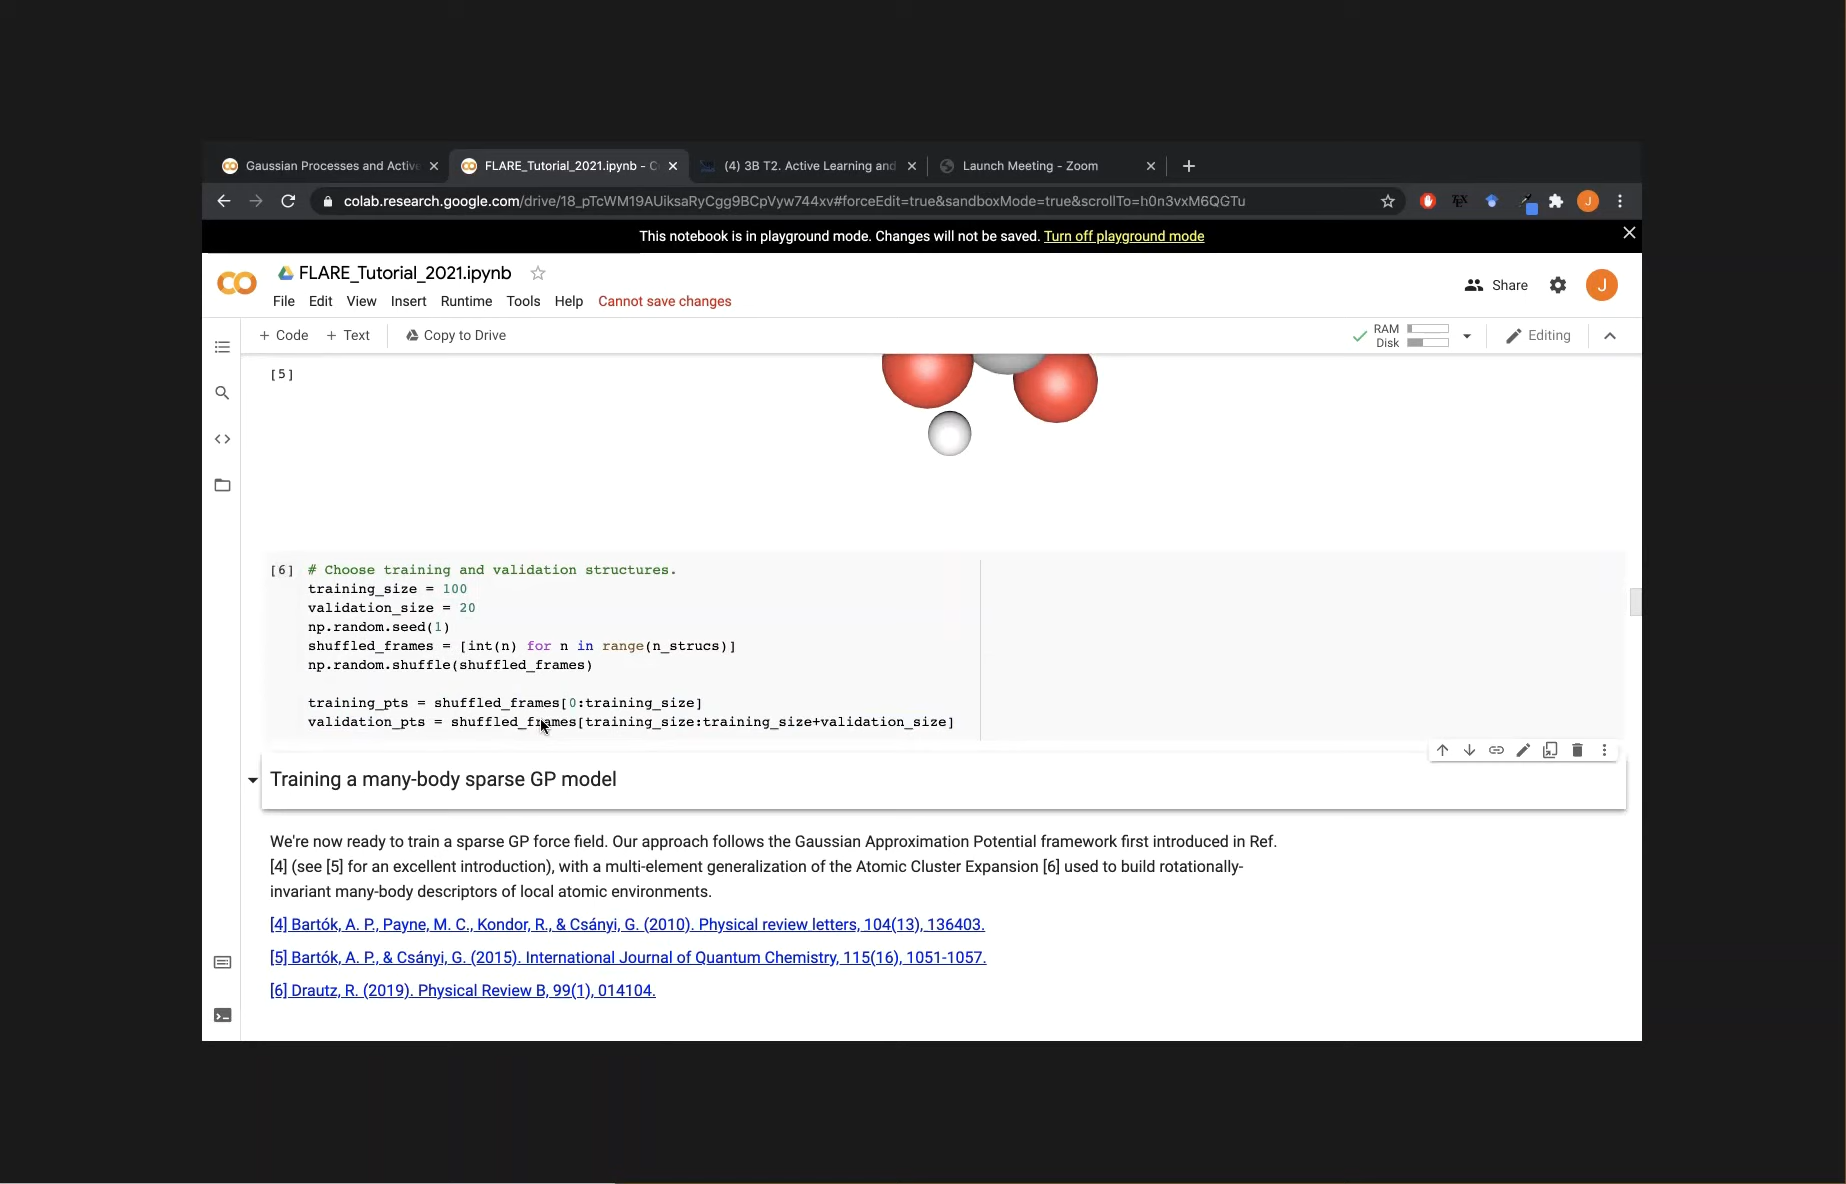 Gaussian Processes and Active
FLARE_Tutorial_2021.ipynb - C
(4) 3B T2. Active Learning and
Launch Meeting - Zoom
colab.research.google.com/drive/18_pTcWM19AUiksaRyCgg9BCpVyw744xv#forceEdit=true&sandboxMode=true&scrollTo=h0n3vxM6QGTu
J
This notebook is in playground mode. Changes will not be saved. Turn off playground mode
FLARE_Tutorial_2021.ipynb
File Edit View Insert Runtime Tools Help Cannot save changes
Share
J
+ Code + Text Copy to Drive
RAM
Disk
Editing
[5]
[6] # Choose training and validation structures.
training_size = 100
validation_size = 20
np.random.seed(1)
shuffled_frames = [int(n) for n in range(n_strucs)]
np.random.shuffle(shuffled_frames)
training_pts = shuffled_frames[0:training_size]
validation_pts = shuffled_frames[training_size:training_size+validation_size]
Training a many-body sparse GP model
We're now ready to train a sparse GP force field. Our approach follows the Gaussian Approximation Potential framework first introduced in Ref.
[4] (see [5] for an excellent introduction), with a multi-element generalization of the Atomic Cluster Expansion [6] used to build rotationally-
invariant many-body descriptors of local atomic environments.
[4] Bartók, A. P., Payne, M. C., Kondor, R., & Csányi, G. (2010). Physical review letters, 104(13), 136403.
[5] Bartók, A. P., & Csányi, G. (2015). International Journal of Quantum Chemistry, 115(16), 1051-1057.
[6] Drautz, R. (2019). Physical Review B, 99(1), 014104.